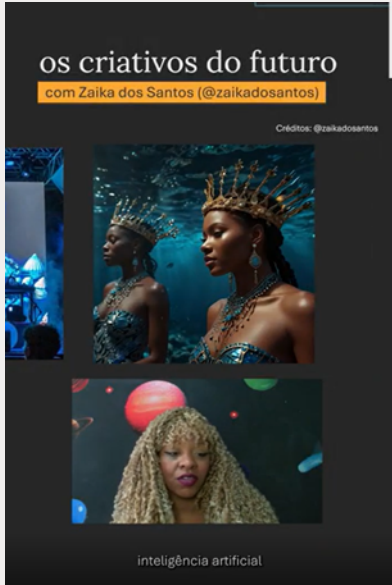 os criativos do futuro
com Zaika dos Santos (@zaikadosantos)
Créditos: @zaikadosantos
inteligência artificial